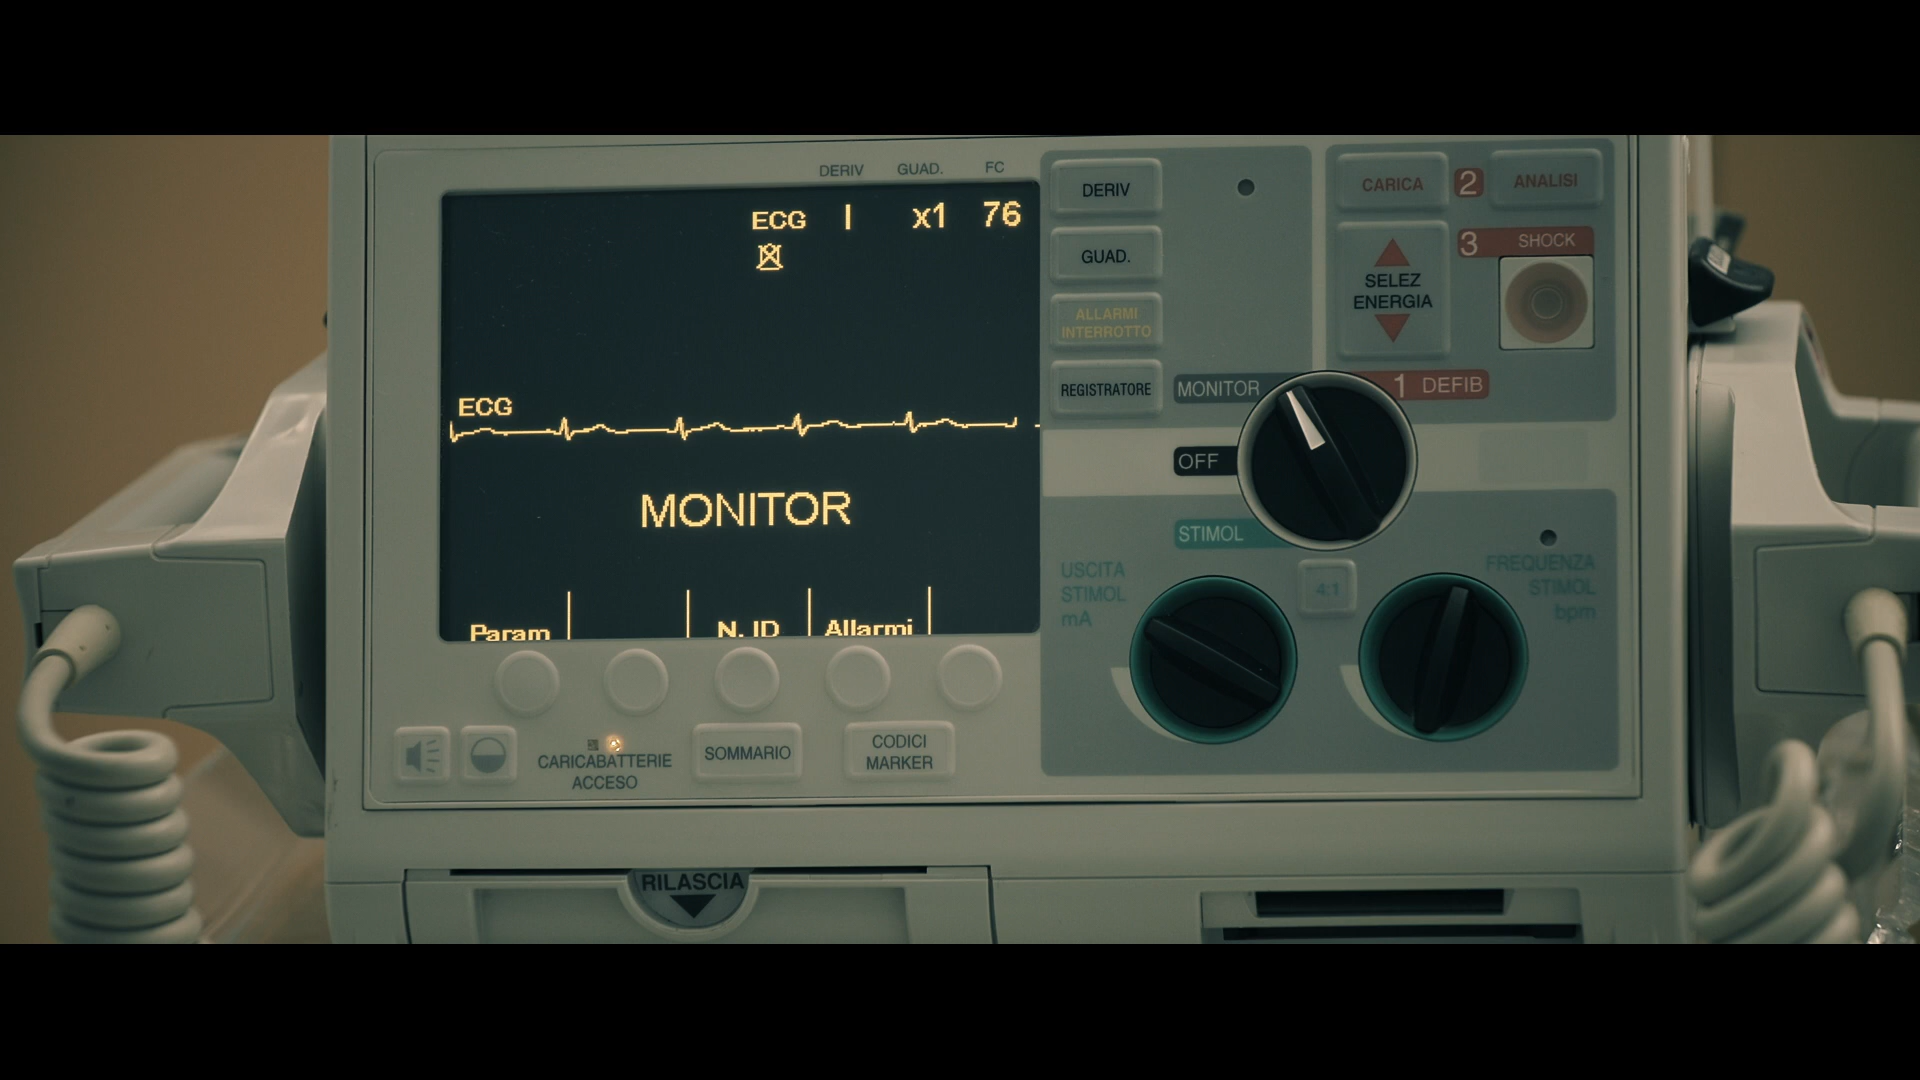 DERIV GUAD. FC
ECG I x1 76
ECG
MONITOR
Param N. ID Allarmi
CARICABATTERIE
ACCESO
SOMMARIO
CODICI
MARKER
RILASCIA
DERIV
GUAD.
ALLARMI
INTERROTTO
REGISTRATORE
CARICA 2 ANALISI
3 SHOCK
SELEZ
ENERGIA
MONITOR
1 DEFIB
OFF
STIMOL
USCITA
STIMOL
mA
4:1
FREQUENZA
STIMOL
bpm